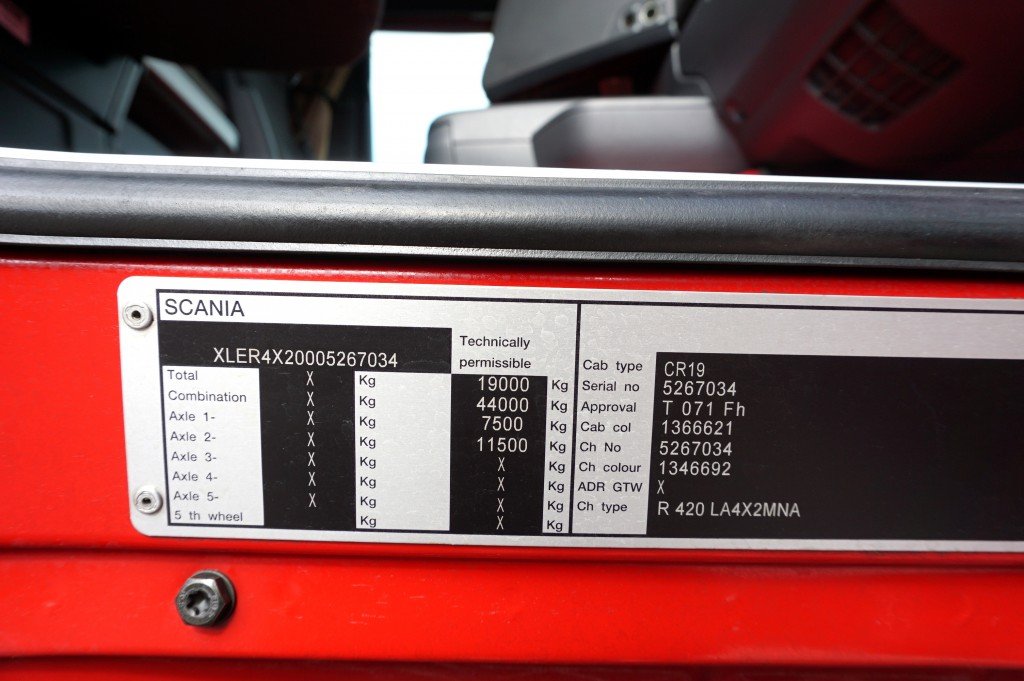 SCANIA
XLER4X20005267034
Technically
permissible
Total X Kg 19000 Kg
Combination X Kg 44000 Kg
Axle 1- X Kg 7500 Kg
Axle 2- X Kg 11500 Kg
Axle 3- X Kg X Kg
Axle 4- X Kg X Kg
Axle 5- X Kg X Kg
5 th wheel Kg X Kg
Cab type CR19
Serial no 5267034
Approval T 071 Fh
Cab col 1366621
Ch No 5267034
Ch colour 1346692
ADR GTW X
Ch type R 420 LA4X2MNA